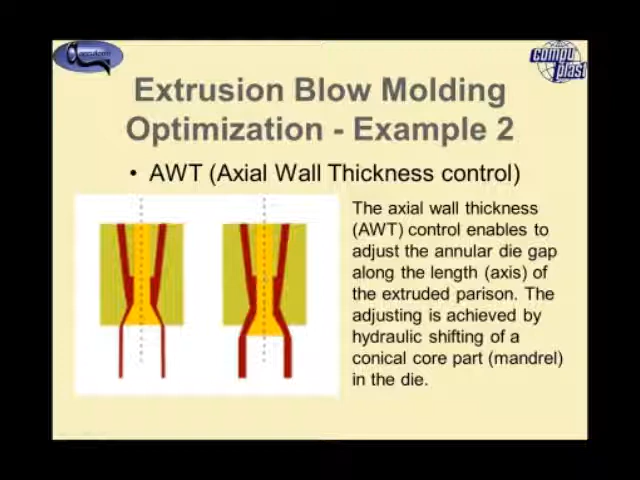 compu
plast
Extrusion Blow Molding
Optimization - Example 2
• AWT (Axial Wall Thickness control)
The axial wall thickness
(AWT) control enables to
adjust the annular die gap
along the length (axis) of
the extruded parison. The
adjusting is achieved by
hydraulic shifting of a
conical core part (mandrel)
in the die.